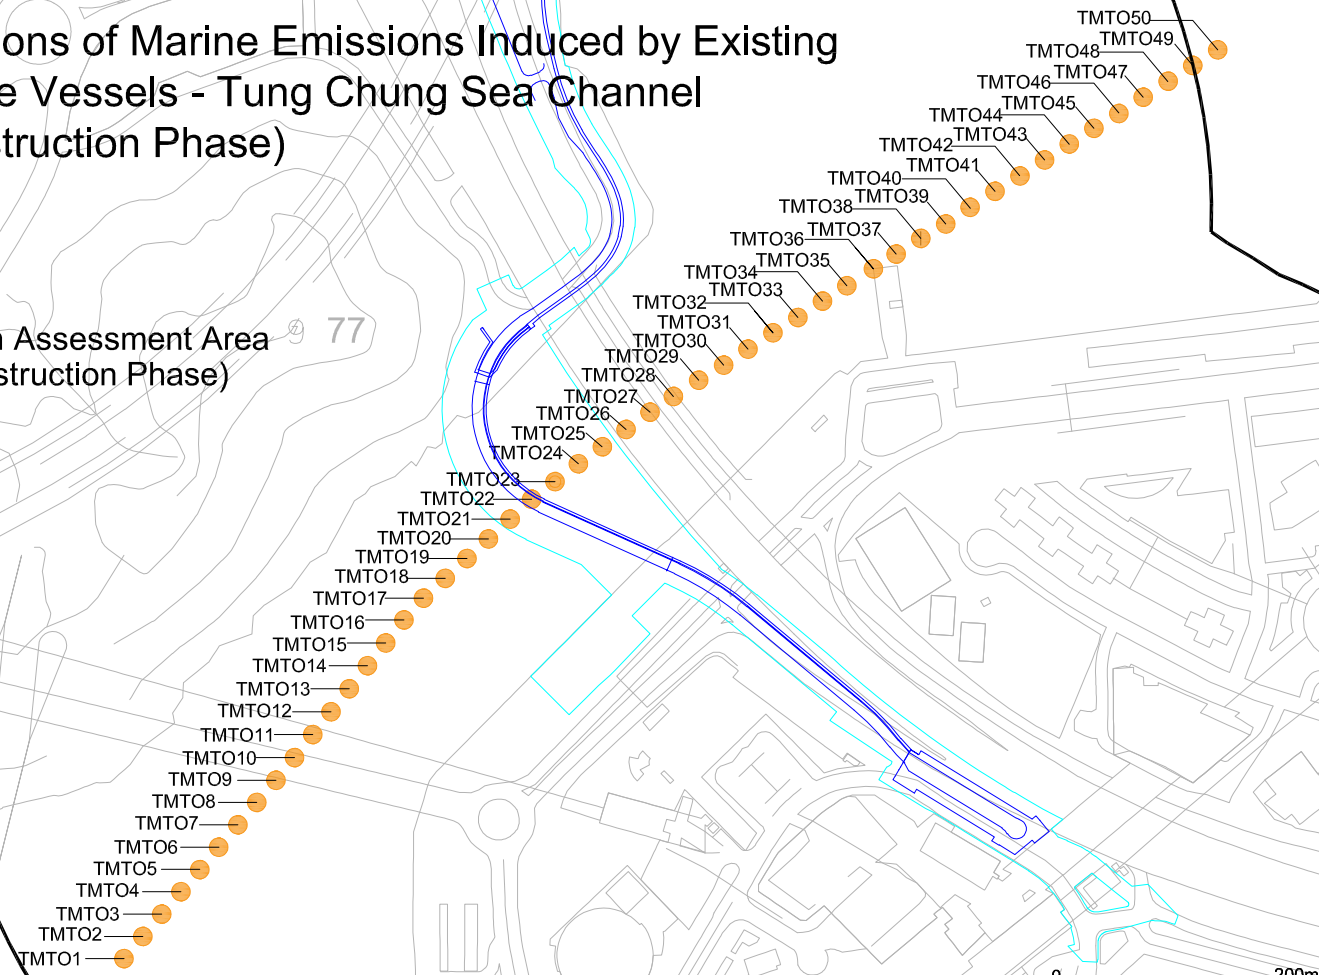 ons of Marine Emissions Induced by Existing
e Vessels - Tung Chung Sea Channel
struction Phase)
n Assessment Area
struction Phase)
77
TMTO50
TMTO49
TMTO48
TMTO47
TMTO46
TMTO45
TMTO44
TMTO43
TMTO42
TMTO41
TMTO40
TMTO39
TMTO38
TMTO37
TMTO36
TMTO35
TMTO34
TMTO33
TMTO32
TMTO31
TMTO30
TMTO29
TMTO28
TMTO27
TMTO26
TMTO25
TMTO24
TMTO23
TMTO22
TMTO21
TMTO20
TMTO19
TMTO18
TMTO17
TMTO16
TMTO15
TMTO14
TMTO13
TMTO12
TMTO11
TMTO10
TMTO9
TMTO8
TMTO7
TMTO6
TMTO5
TMTO4
TMTO3
TMTO2
TMTO1
0 200m